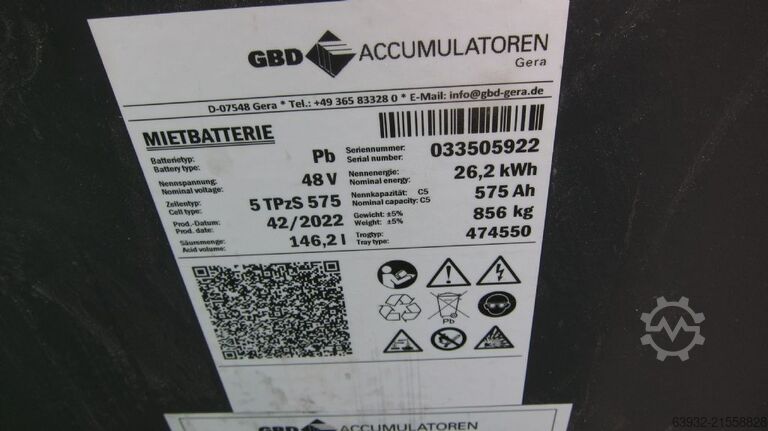 GBD ACCUMULATOREN
Gera
D-07548 Gera * Tel.: +49 365 83328 0 * E-Mail: info@gbd-gera.de
MIETBATTERIE
Batterietyp: Pb
Battery type:
Nennspannung: 48 V
Nominal voltage:
Zellentyp: 5 TPzS 575
Cell type:
Prod.-Datum: 42/2022
Prod. date:
Säuremenge: 146,2 l
Acid volume:
Seriennummer: 033505922
Serial number:
Nennenergie: 26,2 kWh
Nominal energy:
Nennkapazität: C5 575 Ah
Nominal capacity: C5
Gewicht: ±5% 856 kg
Weight: ±5%
Trogtyp: 474550
Tray type:
Pb
GBD ACCUMULATOREN
63932-21558828